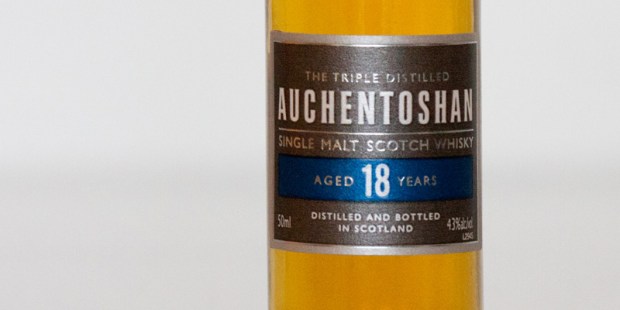 THE TRIPLE DISTILLED
AUCHENTOSHAN
SINGLE MALT SCOTCH WHISKY
AGED 18 YEARS
DISTILLED AND BOTTLED
IN SCOTLAND
50ml
43%alc/vol.